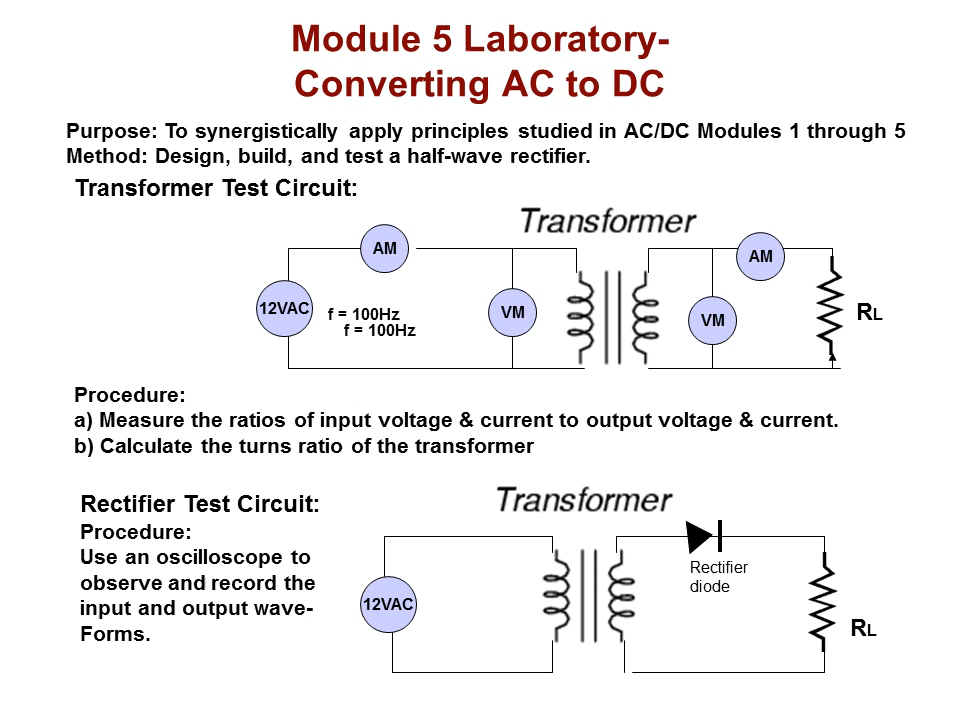 Module 5 Laboratory-
Converting AC to DC
Purpose: To synergistically apply principles studied in AC/DC Modules 1 through 5
Method: Design, build, and test a half-wave rectifier.
Transformer Test Circuit:
Transformer
AM
AM
12VAC
f = 100Hz
f = 100Hz
VM
VM
RL
Procedure:
a) Measure the ratios of input voltage & current to output voltage & current.
b) Calculate the turns ratio of the transformer
Rectifier Test Circuit:
Procedure:
Use an oscilloscope to
observe and record the
input and output wave-
Forms.
Transformer
Rectifier
diode
12VAC
RL